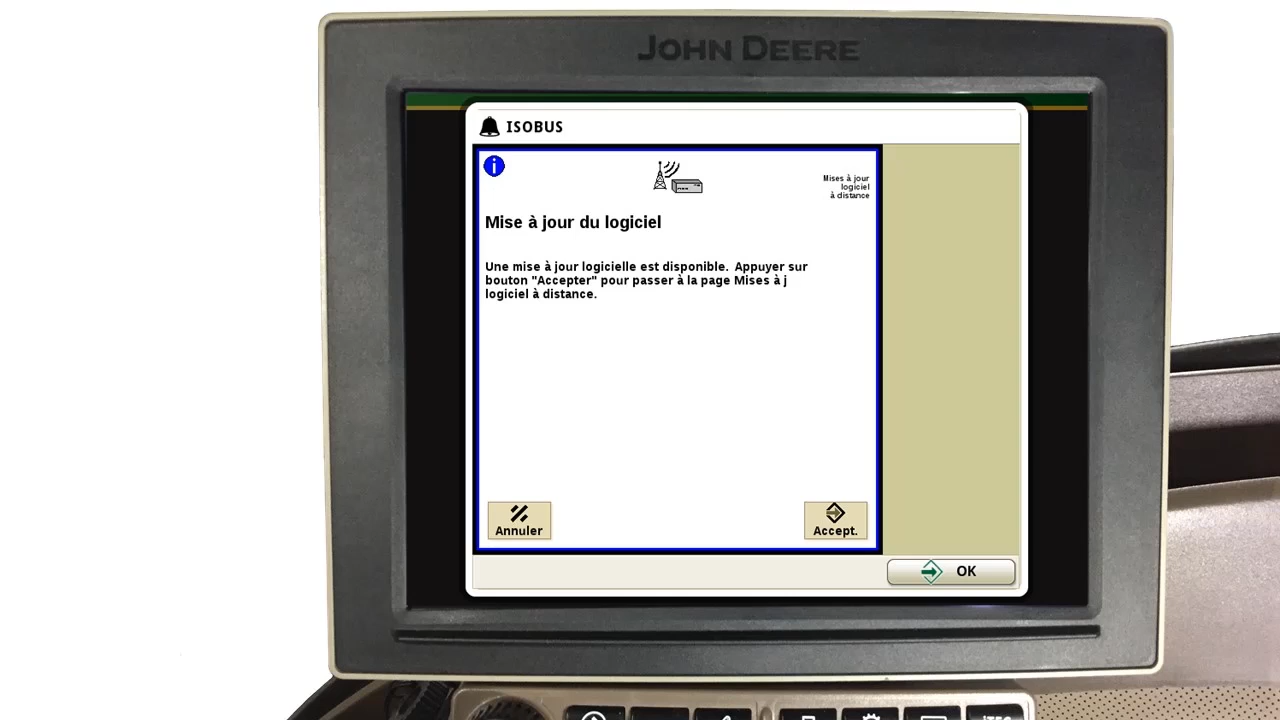 JOHN DEERE
ISOBUS
Mises à jour
logiciel
à distance
Mise à jour du logiciel
Une mise à jour logicielle est disponible.  Appuyer sur
bouton "Accepter" pour passer à la page Mises à j
logiciel à distance.
Annuler
Accept.
OK
iTEC